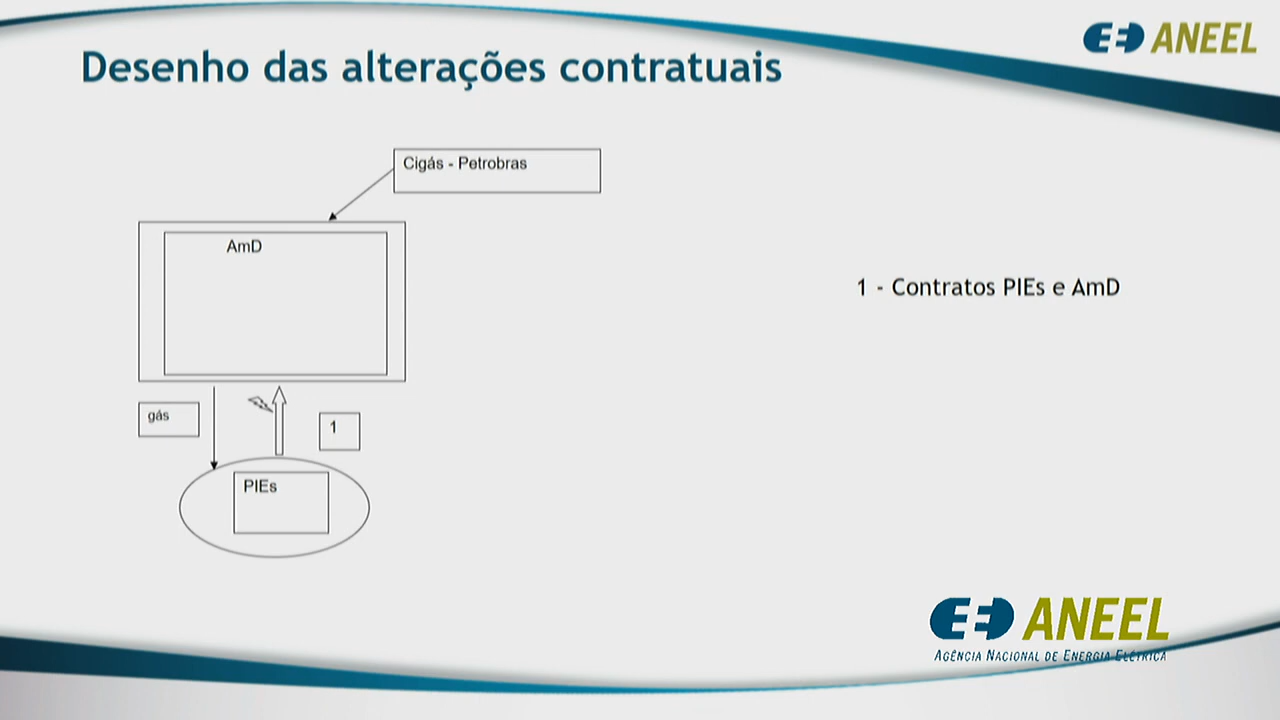 ANEEL
Desenho das alterações contratuais
Cigás - Petrobras
AmD
1 - Contratos PIEs e AmD
gás
1
PIEs
ANEEL
AGÊNCIA NACIONAL DE ENERGIA ELÉTRICA